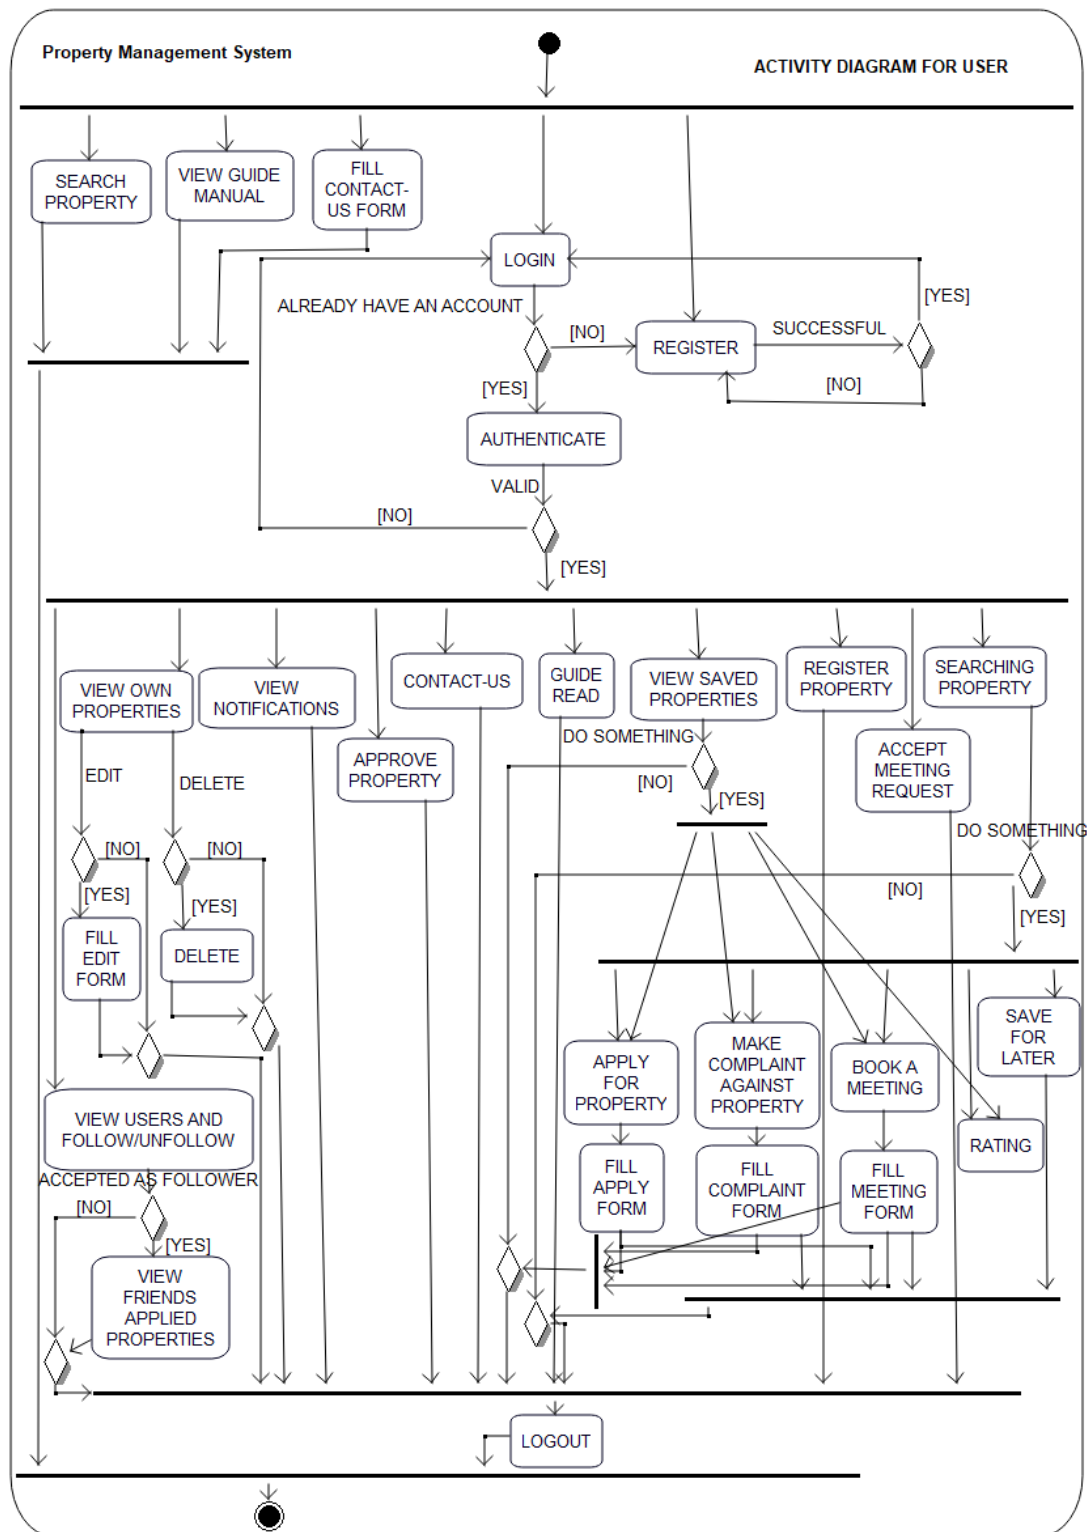 Property Management System
ACTIVITY DIAGRAM FOR USER
SEARCH
PROPERTY
VIEW GUIDE
MANUAL
FILL
CONTACT-
US FORM
LOGIN
[YES]
ALREADY HAVE AN ACCOUNT
[NO]
REGISTER
SUCCESSFUL
[NO]
[YES]
AUTHENTICATE
VALID
[NO]
[YES]
VIEW OWN
PROPERTIES
VIEW
NOTIFICATIONS
APPROVE
PROPERTY
CONTACT-US
GUIDE
READ
VIEW SAVED
PROPERTIES
REGISTER
PROPERTY
SEARCHING
PROPERTY
ACCEPT
MEETING
REQUEST
DO SOMETHING
[NO]
[YES]
EDIT
DELETE
DO SOMETHING
[NO]
[NO]
[NO]
[YES]
[YES]
[YES]
FILL
EDIT
FORM
DELETE
SAVE
FOR
LATER
APPLY
FOR
PROPERTY
MAKE
COMPLAINT
AGAINST
PROPERTY
BOOK A
MEETING
RATING
VIEW USERS AND
FOLLOW/UNFOLLOW
ACCEPTED AS FOLLOWER
[NO]
[YES]
FILL
APPLY
FORM
FILL
COMPLAINT
FORM
FILL
MEETING
FORM
VIEW
FRIENDS
APPLIED
PROPERTIES
LOGOUT